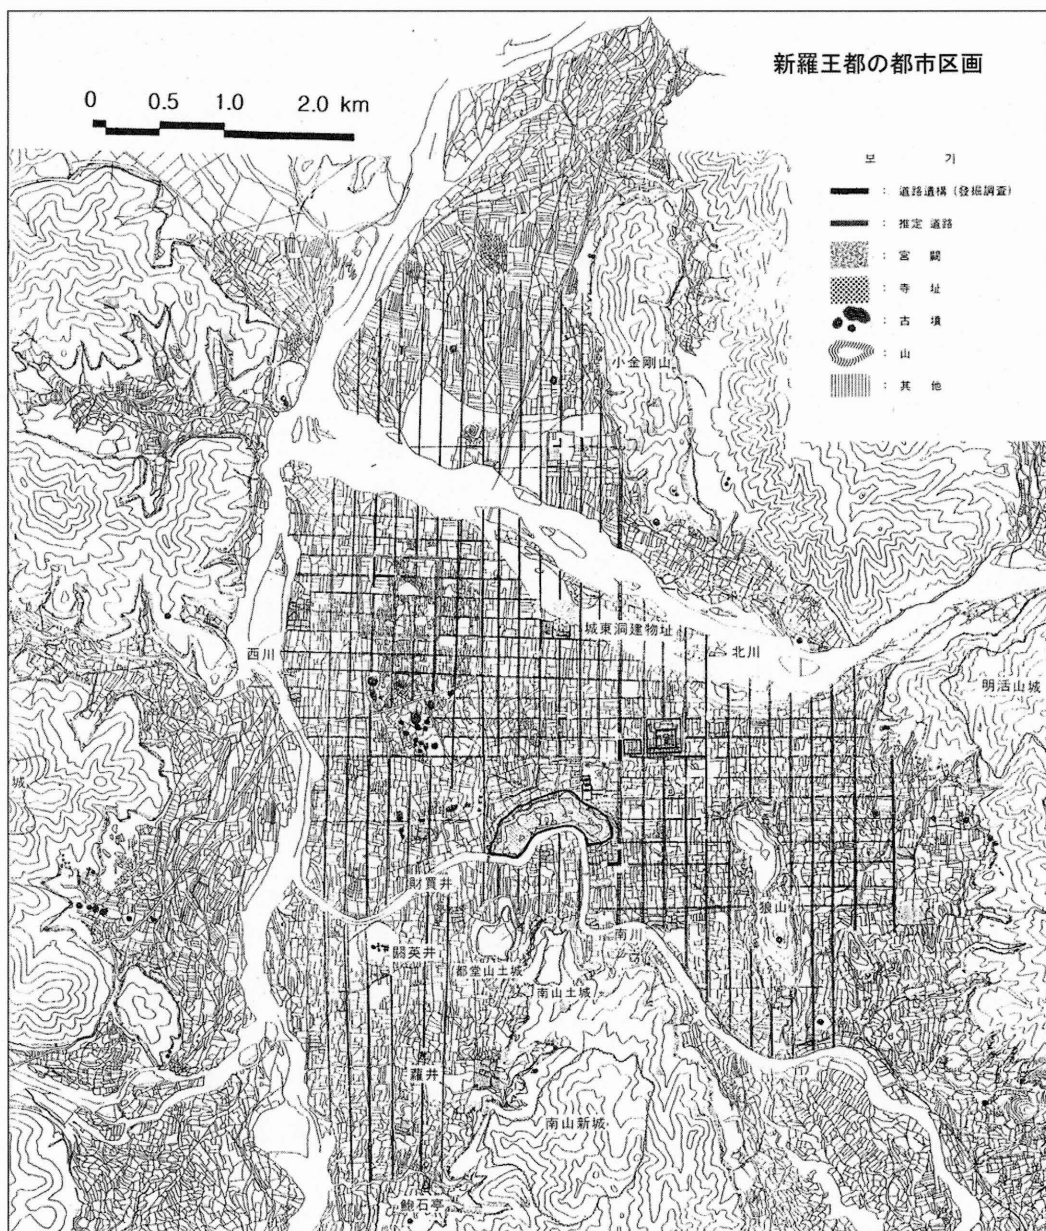 新羅王都の都市区画
0 0.5 1.0 2.0 km
보 기
: 道路遺構 (發掘調査)
: 推定 道路
: 宮 闕
: 寺 址
: 古 墳
: 山
: 其 他
小金剛山
城東洞建物址
北川
西川
明活山城
城
財買井
狼山
南川
閼英井
都堂山土城
南山土城
蘿井
南山新城
鮑石亭